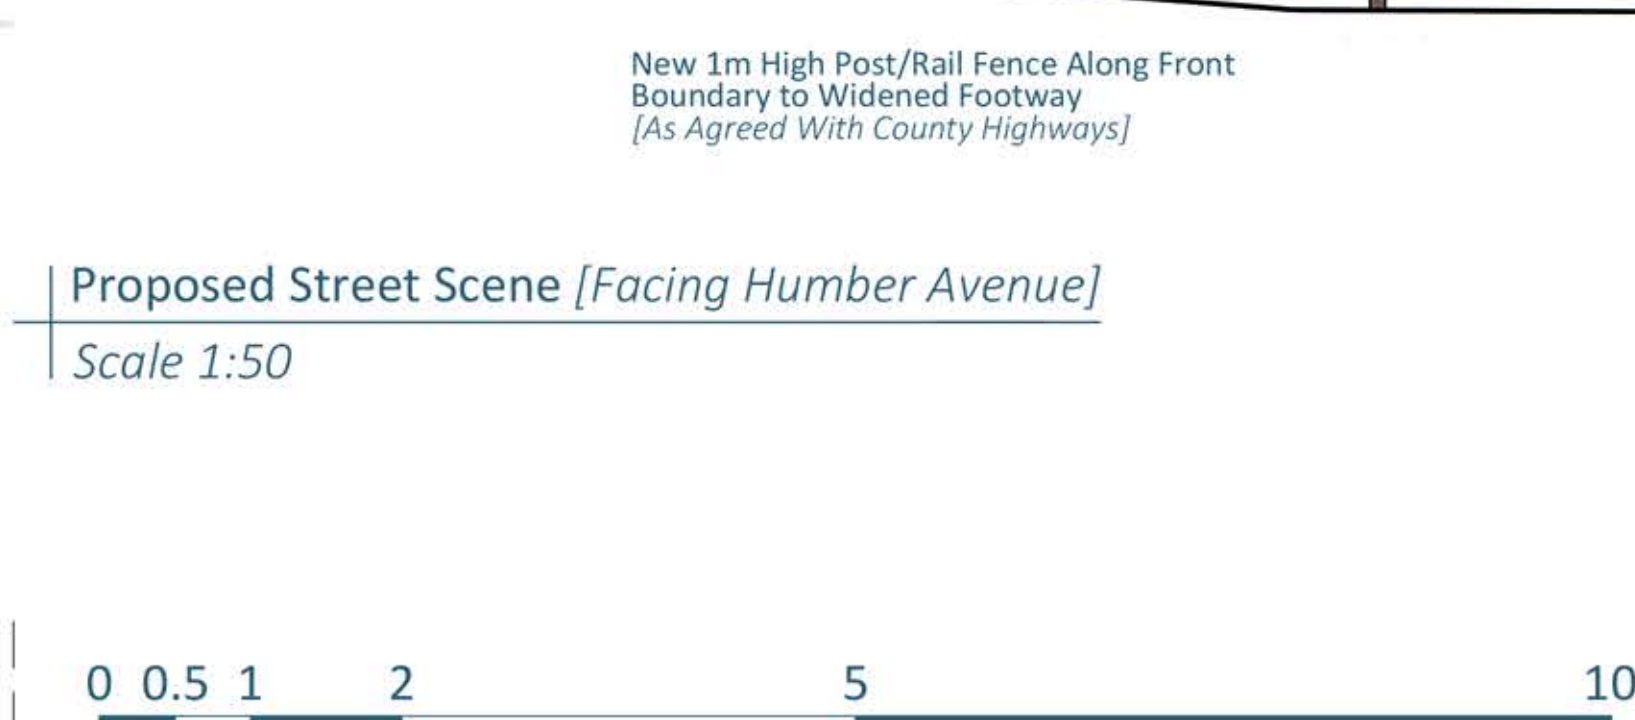 New 1m High Post/Rail Fence Along Front
Boundary to Widened Footway
[As Agreed With County Highways]
Proposed Street Scene [Facing Humber Avenue]
Scale 1:50
0 0.5 1 2 5 10